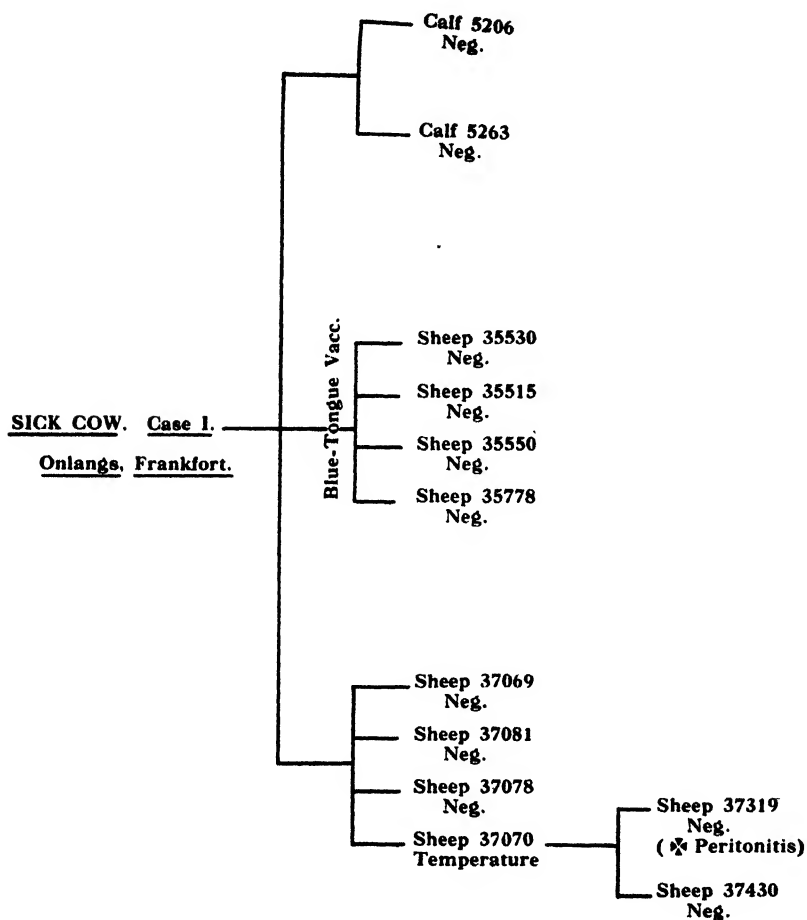 Calf 5206
Neg.
Calf 5263
Neg.
Blue-Tongue Vacc.
Sheep 35530
Neg.
Sheep 35515
Neg.
Sheep 35550
Neg.
Sheep 35778
Neg.
SICK COW. Case 1.
Onlangs, Frankfort.
Sheep 37069
Neg.
Sheep 37081
Neg.
Sheep 37078
Neg.
Sheep 37070
Temperature
Sheep 37319
Neg.
(✠ Peritonitis)
Sheep 37430
Neg.